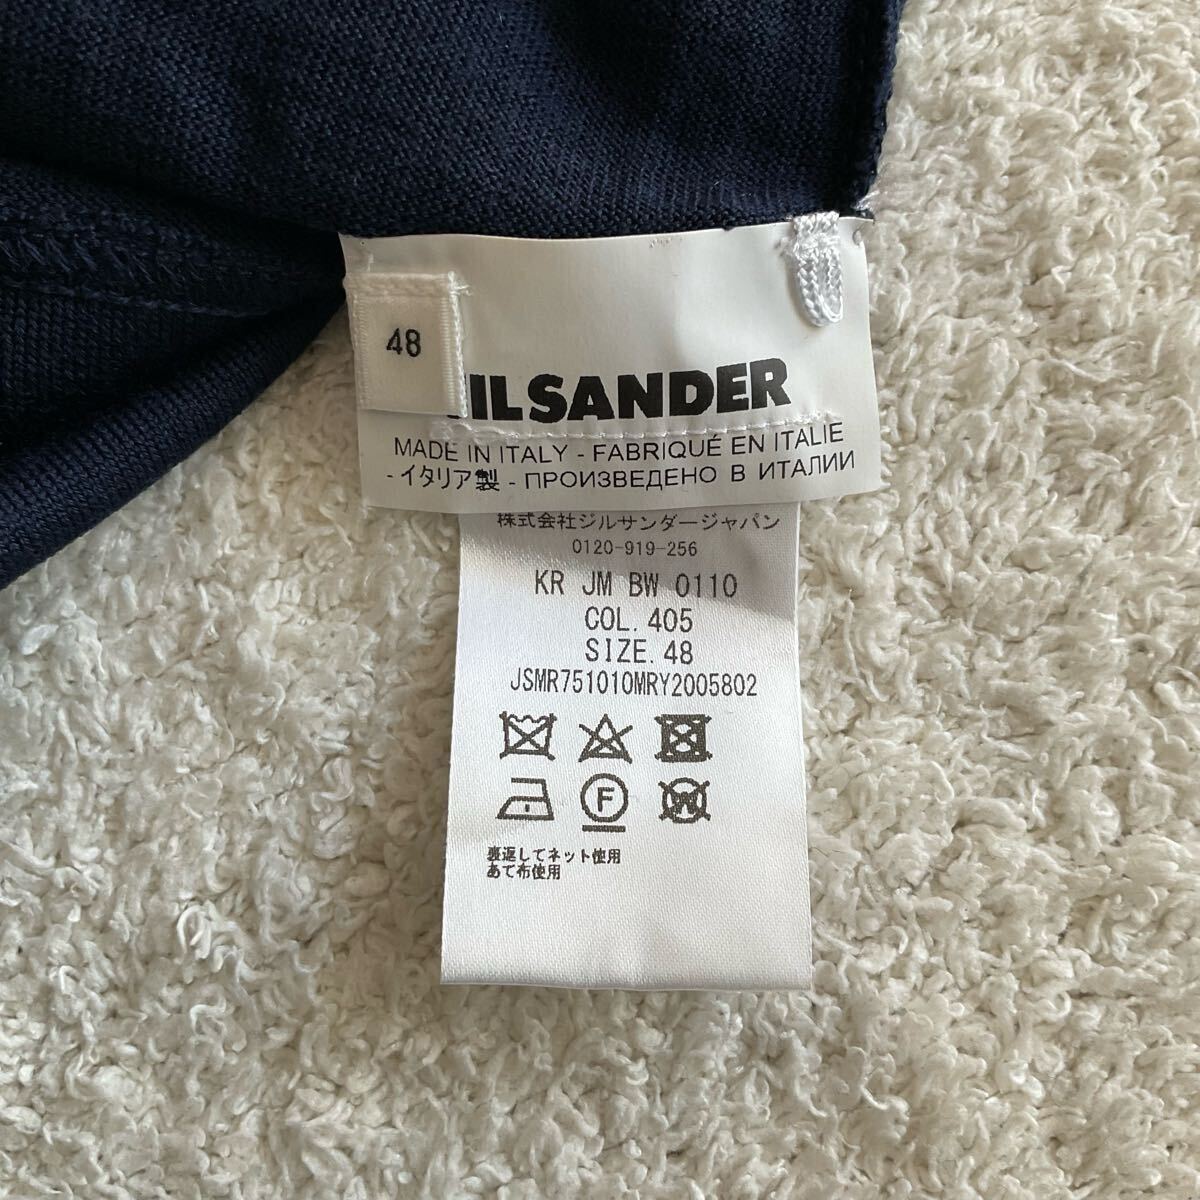 48
JIL SANDER
MADE IN ITALY - FABRIQUÉ EN ITALIE
- イタリア製 - ПРОИЗВЕДЕНО В ИТАЛИИ
株式会社ジルサンダージャパン
0120-919-256
KR JM BW 0110
COL. 405
SIZE. 48
JSMR751010MRY2005802
F
W
裏返してネット使用
あて布使用